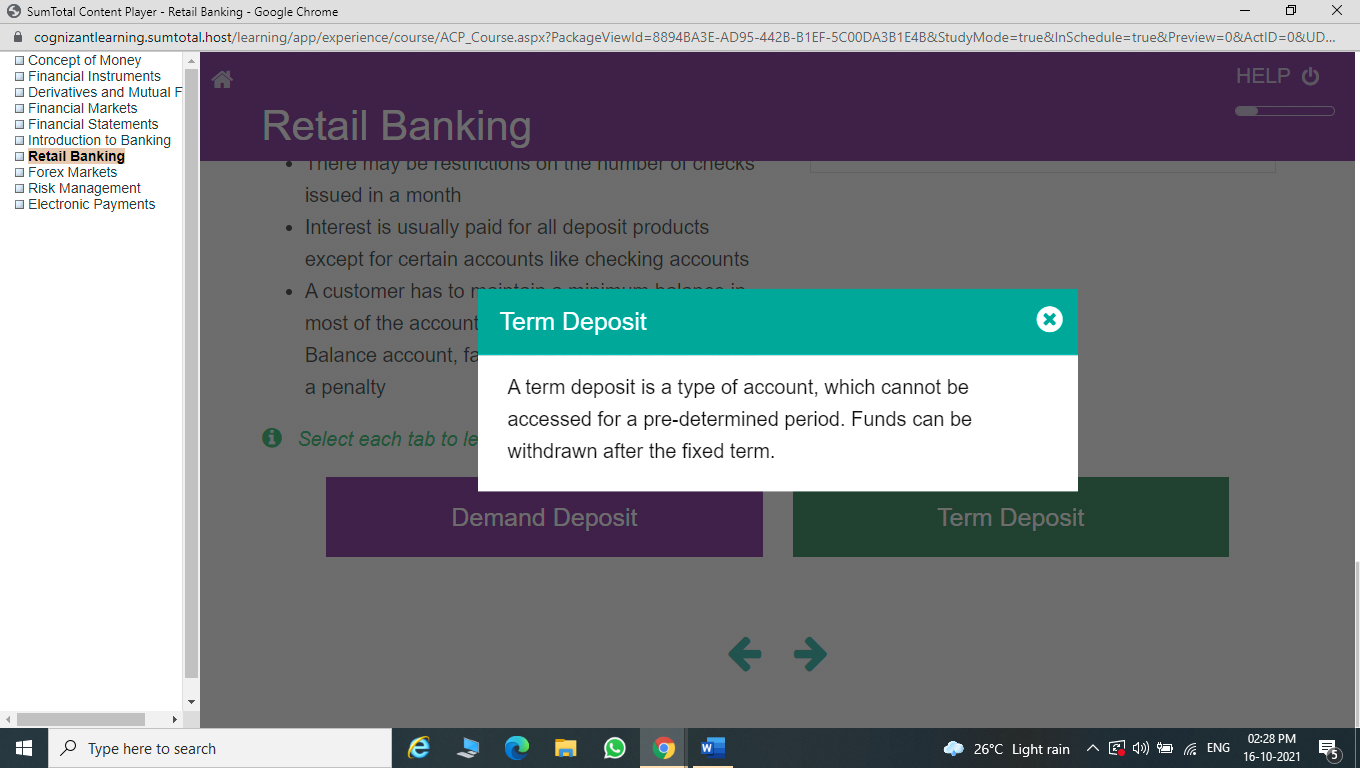 SumTotal Content Player - Retail Banking - Google Chrome
cognizantlearning.sumtotal.host/learning/app/experience/course/ACP_Course.aspx?PackageViewId=8894BA3E-AD95-442B-B1EF-5C00DA3B1E4B&StudyMode=true&InSchedule=true&Preview=0&ActID=0&UD...
Concept of Money
Financial Instruments
Derivatives and Mutual F
Financial Markets
Financial Statements
Introduction to Banking
Retail Banking
Forex Markets
Risk Management
Electronic Payments
HELP
Retail Banking
• There may be restrictions on the number of checks
issued in a month
• Interest is usually paid for all deposit products
except for certain accounts like checking accounts
• A customer has to maintain a minimum balance in
most of the account
Balance account, fa
a penalty
Select each tab to le
Term Deposit
A term deposit is a type of account, which cannot be
accessed for a pre-determined period. Funds can be
withdrawn after the fixed term.
Demand Deposit
Term Deposit
Type here to search
26°C Light rain
ENG
02:28 PM
16-10-2021
5